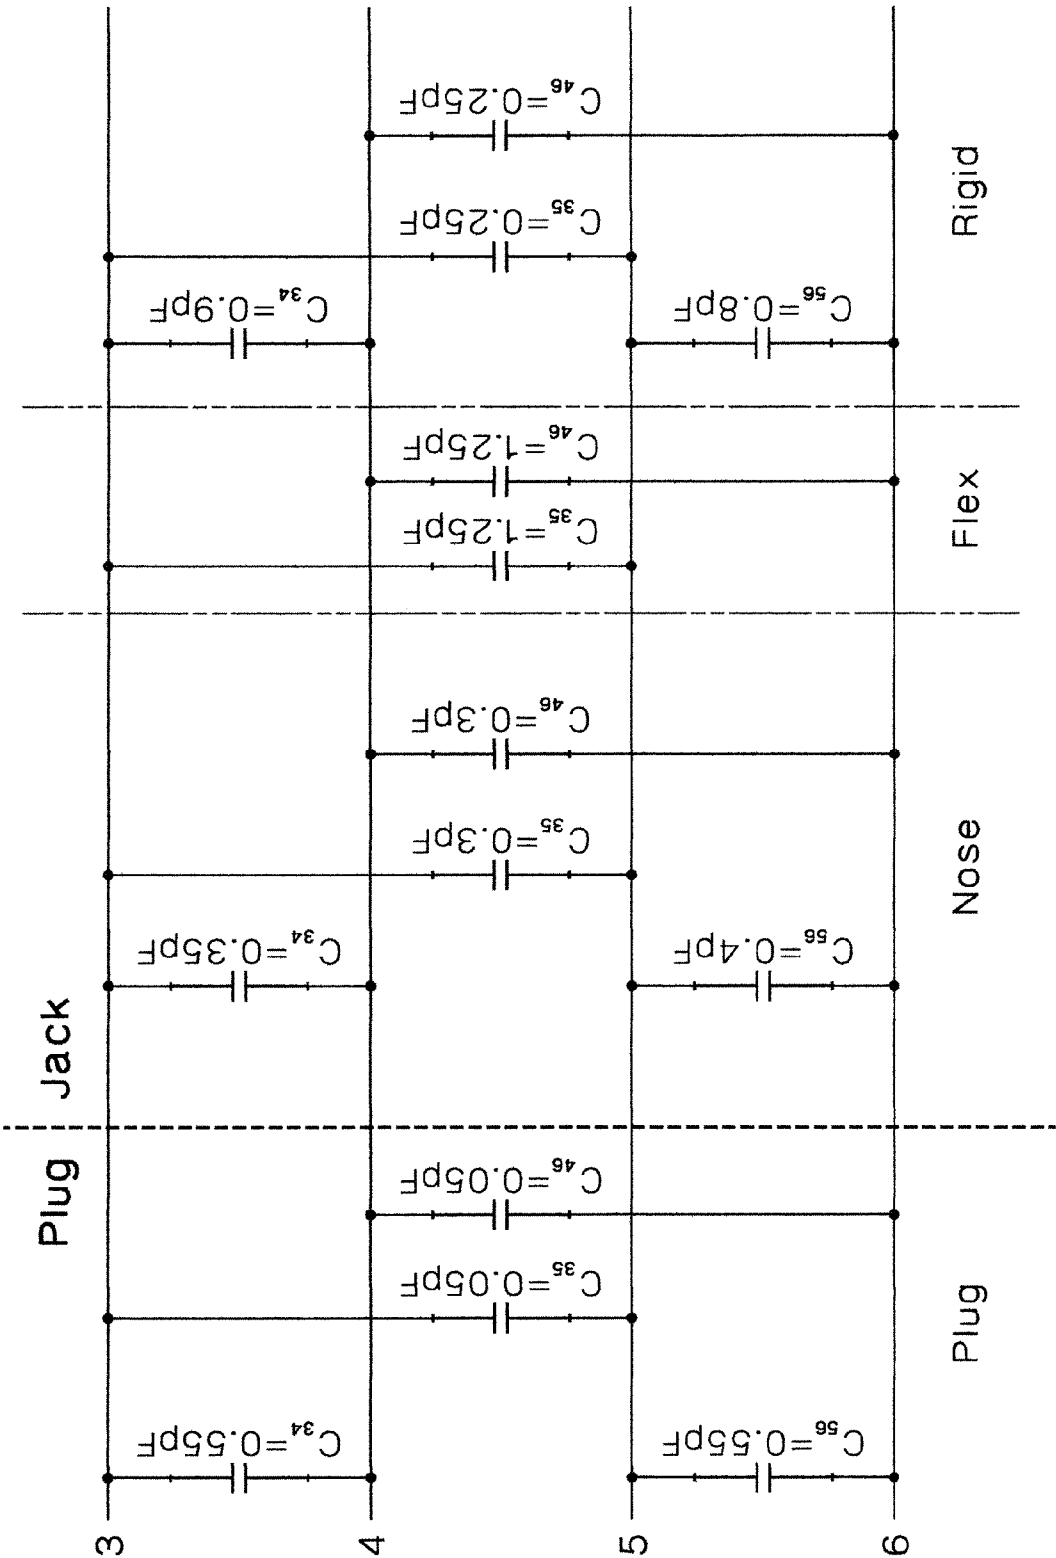 Plug Jack
3
4
5
6
C₃₄=0.55pF
C₅₆=0.55pF
C₃₅=0.05pF
C₄₆=0.05pF
Plug
C₃₄=0.35pF
C₅₆=0.4pF
C₃₅=0.3pF
C₄₆=0.3pF
Nose
C₃₅=1.25pF
C₄₆=1.25pF
Flex
C₃₄=0.9pF
C₅₆=0.8pF
C₃₅=0.25pF
C₄₆=0.25pF
Rigid